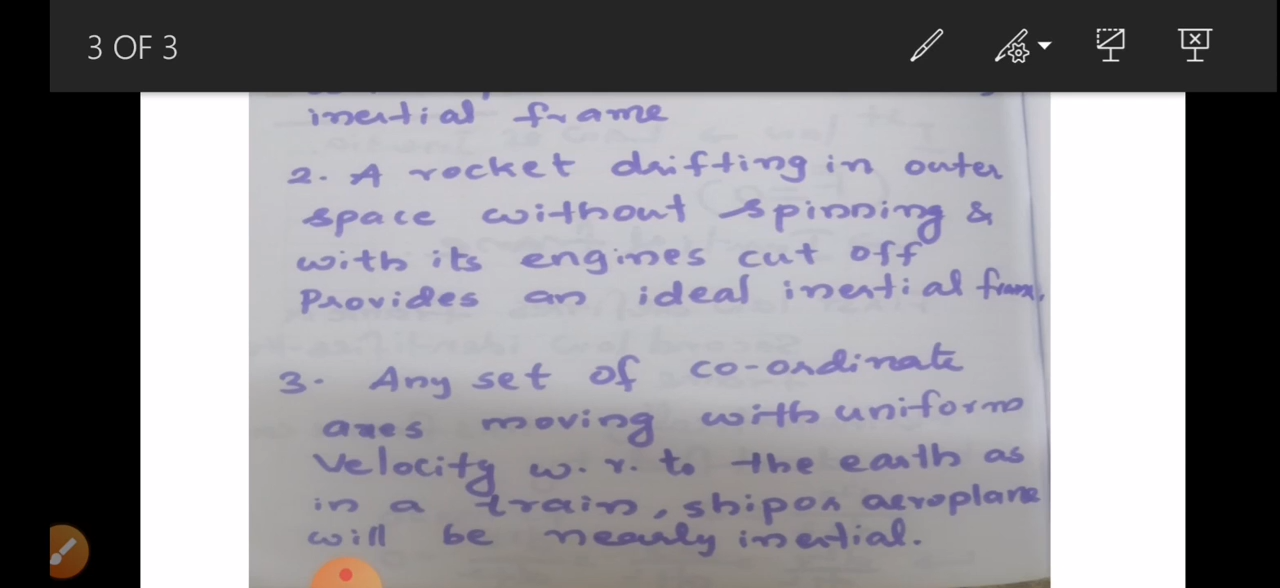 3 OF 3
inertial frame
2. A rocket drifting in outer
space without spinning &
with its engines cut off
Provides an ideal inertial frame.
3. Any set of co-ordinate
axes moving with uniform
Velocity w.r. to the earth as
in a train, ship or aeroplane
will be nearly inertial.